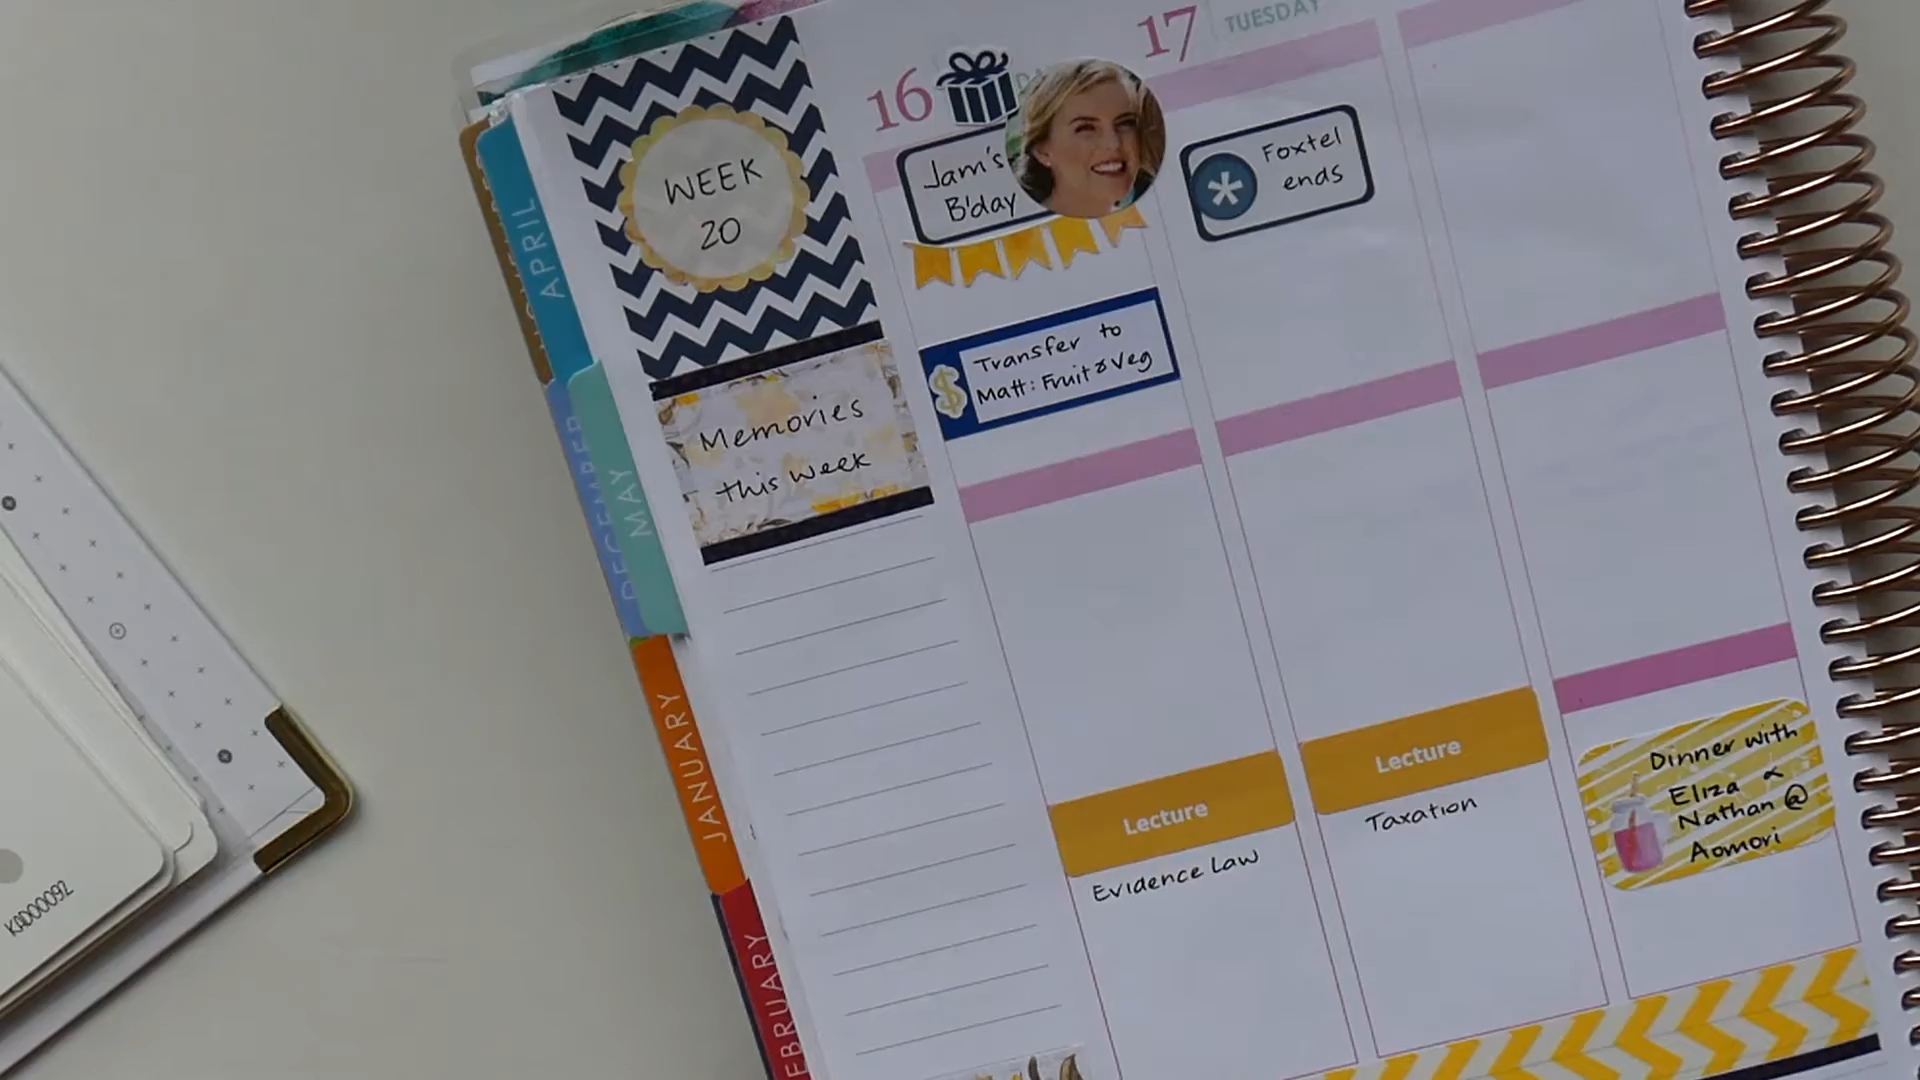 16
17 TUESDAY
WEEK
20
Jam's
B'day
Foxtel
ends
$ Transfer to
Matt: Fruit & Veg
Memories
this week
Lecture
Evidence Law
Lecture
Taxation
Dinner with
Eliza &
Nathan @
Aomori
APRIL
DECEMBER
MAY
JANUARY
FEBRUARY
KAD00092